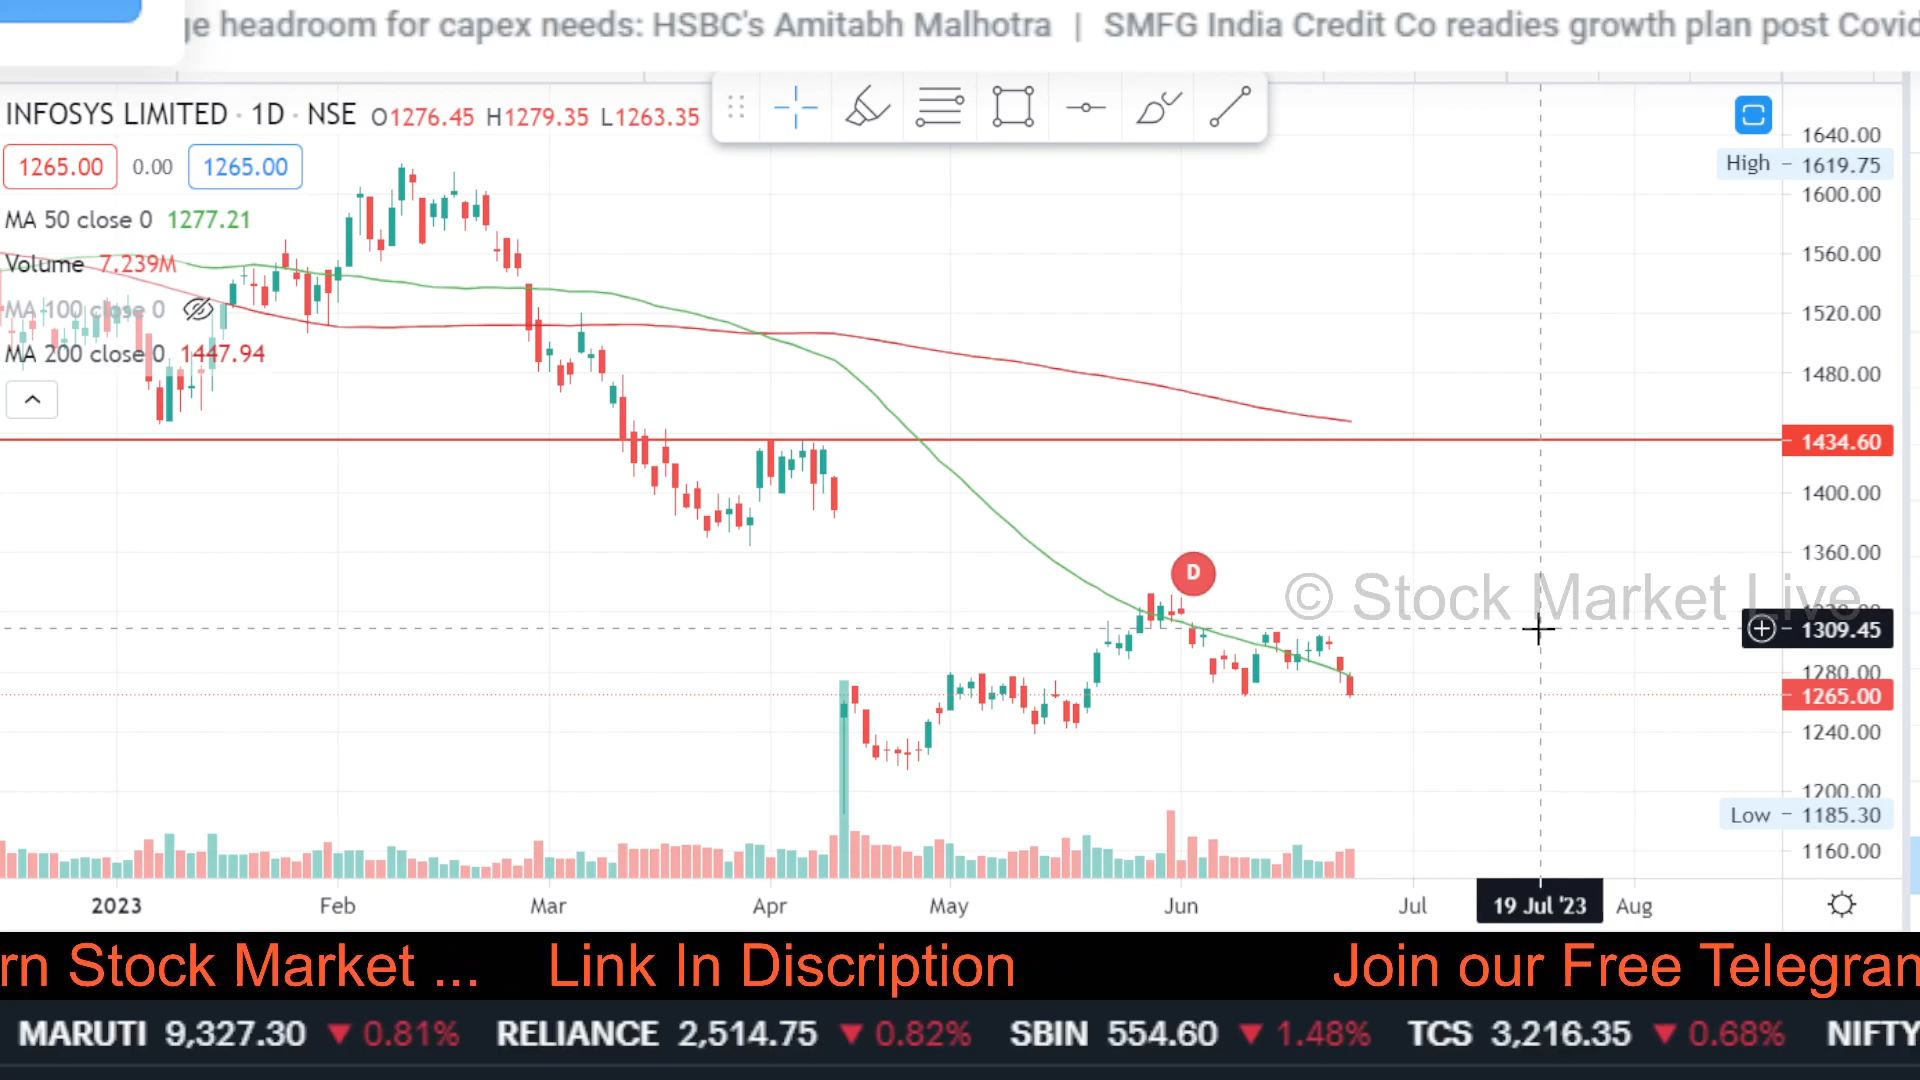 ge headroom for capex needs: HSBC's Amitabh Malhotra | SMFG India Credit Co readies growth plan post Covid
INFOSYS LIMITED · 1D · NSE O1276.45 H1279.35 L1263.35
1265.00 0.00 1265.00
MA 50 close 0 1277.21
Volume 7.239M
MA 100 close 0
MA 200 close 0 1447.94
1640.00
High 1619.75
1600.00
1560.00
1520.00
1480.00
1434.60
1400.00
1360.00
D
© Stock Market Live
1309.45
1280.00
1265.00
1240.00
1200.00
Low 1185.30
1160.00
2023 Feb Mar Apr May Jun Jul 19 Jul '23 Aug
rn Stock Market ... Link In Discription Join our Free Telegram
MARUTI 9,327.30 ▼ 0.81% RELIANCE 2,514.75 ▼ 0.82% SBIN 554.60 ▼ 1.48% TCS 3,216.35 ▼ 0.68% NIFTY